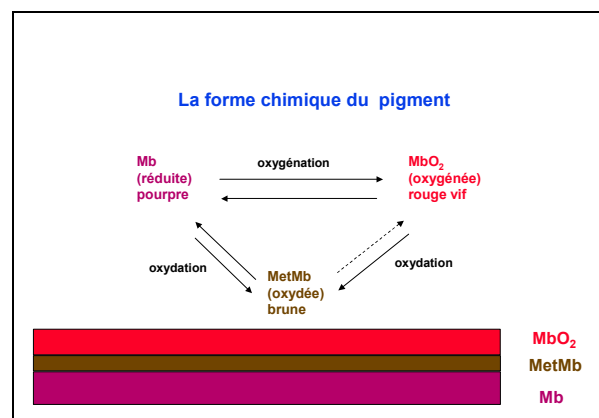 La forme chimique du pigment
Mb
(réduite)
pourpre
oxygénation
MbO₂
(oxygénée)
rouge vif
oxydation
MetMb
(oxydée)
brune
oxydation
MbO₂
MetMb
Mb